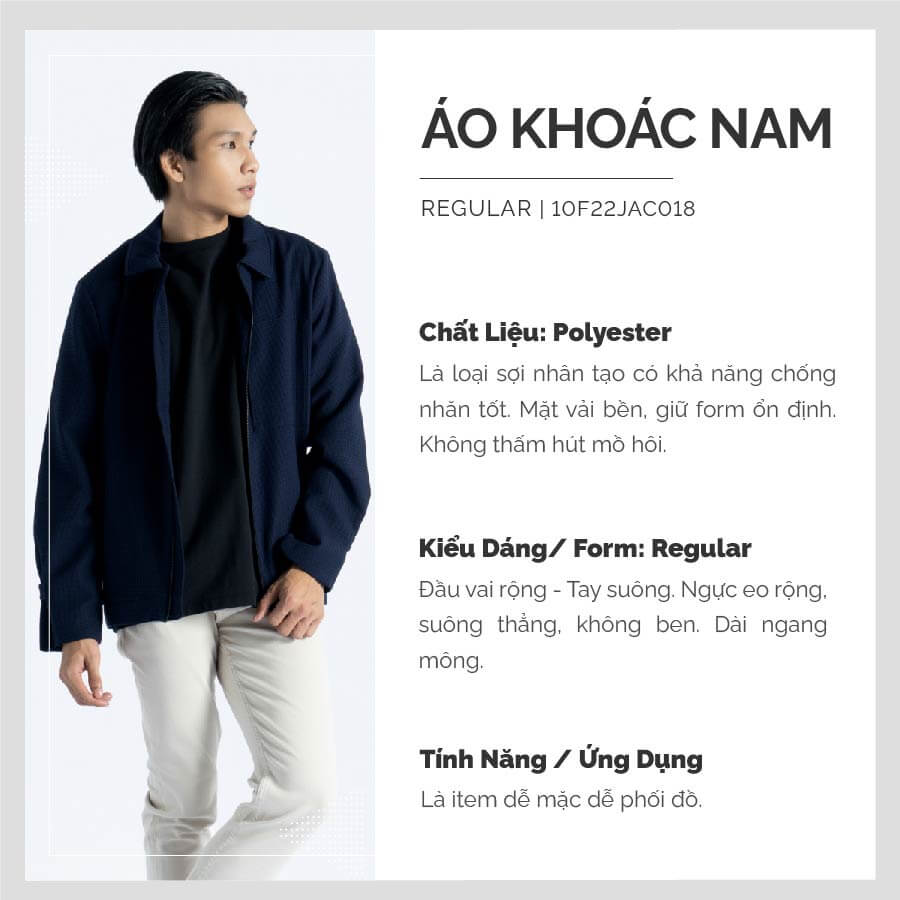 ÁO KHOÁC NAM
REGULAR | 10F22JAC018
Chất Liệu: Polyester
Là loại sợi nhân tạo có khả năng chống
nhăn tốt. Mặt vải bền, giữ form ổn định.
Không thấm hút mồ hôi.
Kiểu Dáng/ Form: Regular
Đầu vai rộng - Tay suông. Ngực eo rộng,
suông thẳng, không ben. Dài ngang
mông.
Tính Năng / Ứng Dụng
Là item dễ mặc dễ phối đồ.